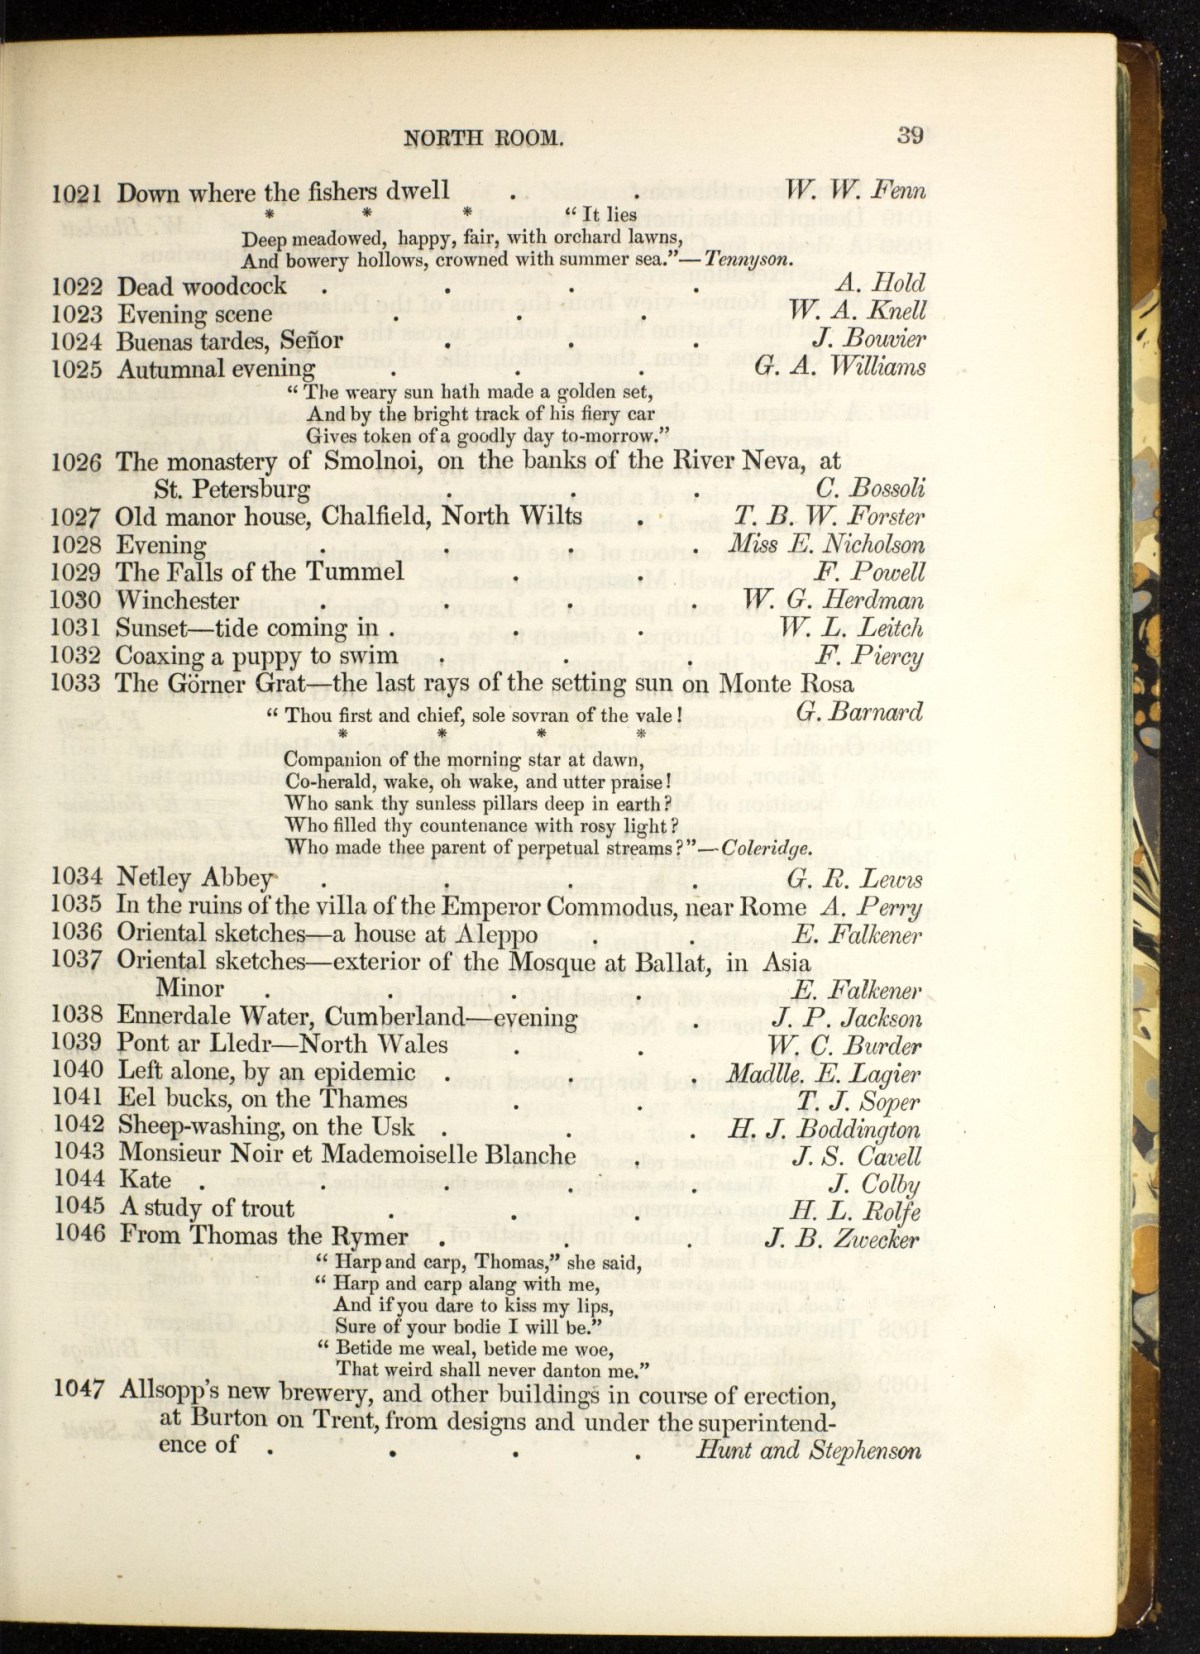 NORTH ROOM. 39
1021 Down where the fishers dwell . . W. W. Fenn
* * * “ It lies
Deep meadowed, happy, fair, with orchard lawns,
And bowery hollows, crowned with summer sea.”—Tennyson.
1022 Dead woodcock . . . . A. Hold
1023 Evening scene . . . W. A. Knell
1024 Buenas tardes, Señor . . . J. Bouvier
1025 Autumnal evening . . . G. A. Williams
“ The weary sun hath made a golden set,
And by the bright track of his fiery car
Gives token of a goodly day to-morrow.”
1026 The monastery of Smolnoi, on the banks of the River Neva, at
St. Petersburg . . . C. Bossoli
1027 Old manor house, Chalfield, North Wilts . T. B. W. Forster
1028 Evening . . . . Miss E. Nicholson
1029 The Falls of the Tummel . . F. Powell
1030 Winchester . . . . W. G. Herdman
1031 Sunset—tide coming in . . . W. L. Leitch
1032 Coaxing a puppy to swim . . . F. Piercy
1033 The Görner Grat—the last rays of the setting sun on Monte Rosa
“ Thou first and chief, sole sovran of the vale! G. Barnard
* * * *
Companion of the morning star at dawn,
Co-herald, wake, oh wake, and utter praise!
Who sank thy sunless pillars deep in earth?
Who filled thy countenance with rosy light?
Who made thee parent of perpetual streams?”—Coleridge.
1034 Netley Abbey . . . . G. R. Lewis
1035 In the ruins of the villa of the Emperor Commodus, near Rome A. Perry
1036 Oriental sketches—a house at Aleppo . . E. Falkener
1037 Oriental sketches—exterior of the Mosque at Ballat, in Asia
Minor . . . . E. Falkener
1038 Ennerdale Water, Cumberland—evening . J. P. Jackson
1039 Pont ar Lledr—North Wales . . W. C. Burder
1040 Left alone, by an epidemic . . . Madlle. E. Lagier
1041 Eel bucks, on the Thames . . T. J. Soper
1042 Sheep-washing, on the Usk . . . H. J. Boddington
1043 Monsieur Noir et Mademoiselle Blanche . J. S. Cavell
1044 Kate . . . . . J. Colby
1045 A study of trout . . . H. L. Rolfe
1046 From Thomas the Rymer . . . J. B. Zwecker
“ Harp and carp, Thomas,” she said,
“ Harp and carp alang with me,
And if you dare to kiss my lips,
Sure of your bodie I will be.”
“ Betide me weal, betide me woe,
That weird shall never danton me.”
1047 Allsopp’s new brewery, and other buildings in course of erection,
at Burton on Trent, from designs and under the superintend-
ence of . . . . Hunt and Stephenson